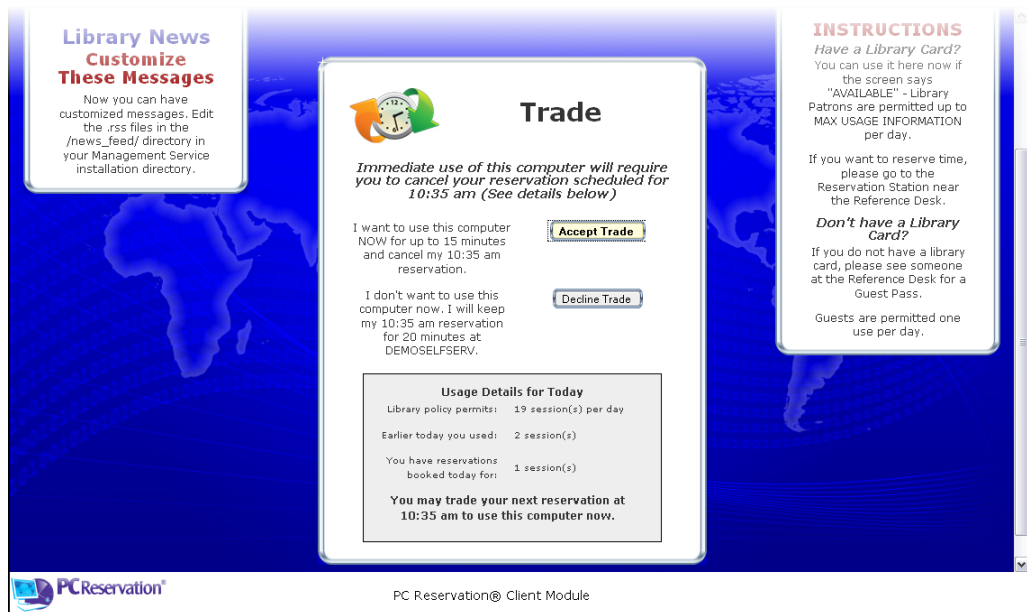 Library News
Customize
These Messages
Now you can have
customized messages. Edit
the .rss files in the
/news_feed/ directory in
your Management Service
installation directory.
12
Trade
Immediate use of this computer will require
you to cancel your reservation scheduled for
10:35 am (See details below)
I want to use this computer
NOW for up to 15 minutes
and cancel my 10:35 am
reservation.
Accept Trade
I don't want to use this
computer now. I will keep
my 10:35 am reservation
for 20 minutes at
DEMOSELFSERV.
Decline Trade
Usage Details for Today
Library policy permits: 19 session(s) per day
Earlier today you used: 2 session(s)
You have reservations
booked today for: 1 session(s)
You may trade your next reservation at
10:35 am to use this computer now.
INSTRUCTIONS
Have a Library Card?
You can use it here now if
the screen says
"AVAILABLE" - Library
Patrons are permitted up to
MAX USAGE INFORMATION
per day.
If you want to reserve time,
please go to the
Reservation Station near
the Reference Desk.
Don't have a Library
Card?
If you do not have a library
card, please see someone
at the Reference Desk for a
Guest Pass.
Guests are permitted one
use per day.
PCReservation®
PC Reservation® Client Module